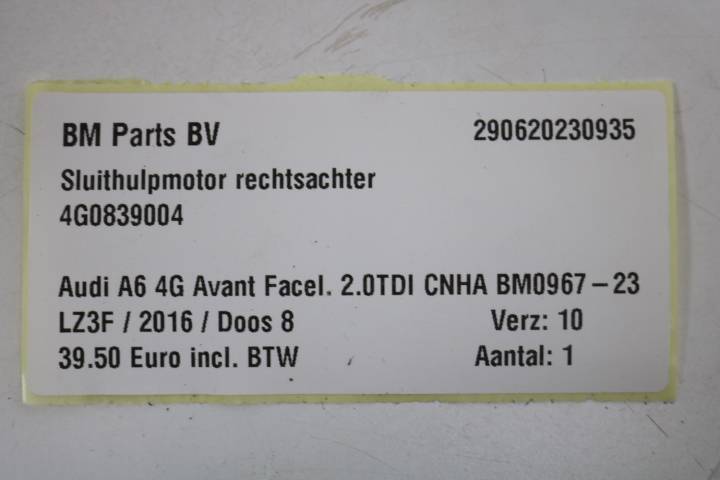 BM Parts BV 290620230935
Sluithulpmotor rechtsachter
4G0839004
Audi A6 4G Avant Facel. 2.0TDI CNHA BM0967-23
LZ3F / 2016 / Doos 8 Verz: 10
39.50 Euro incl. BTW Aantal: 1